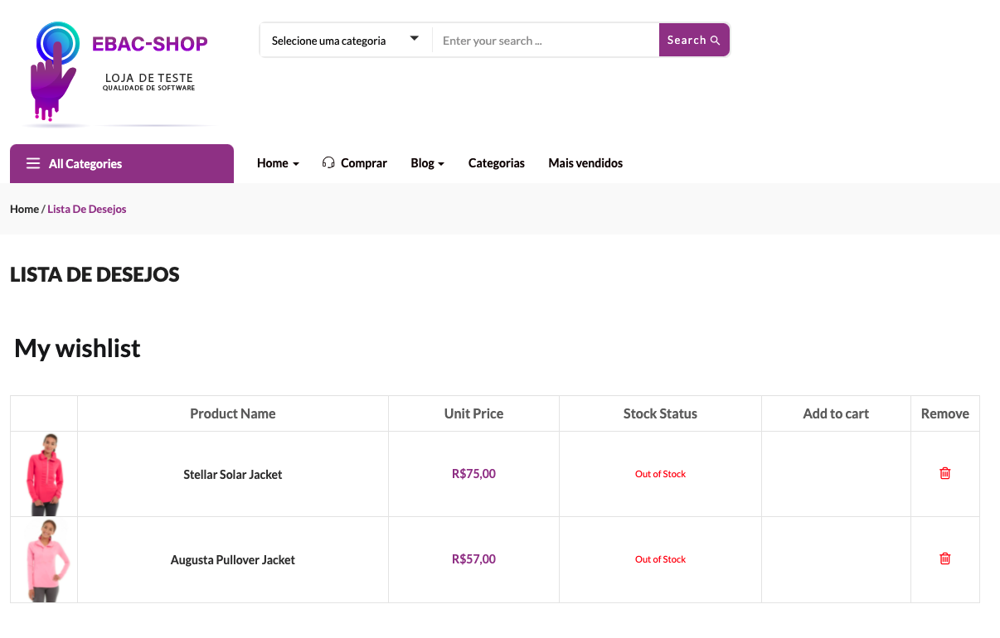 EBAC-SHOP
LOJA DE TESTE
QUALIDADE DE SOFTWARE
Selecione uma categoria
Enter your search ...
Search
All Categories
Home
Comprar
Blog
Categorias
Mais vendidos
Home / Lista De Desejos
LISTA DE DESEJOS
My wishlist
Product Name Unit Price Stock Status Add to cart Remove
Stellar Solar Jacket R$75,00 Out of Stock
Augusta Pullover Jacket R$57,00 Out of Stock